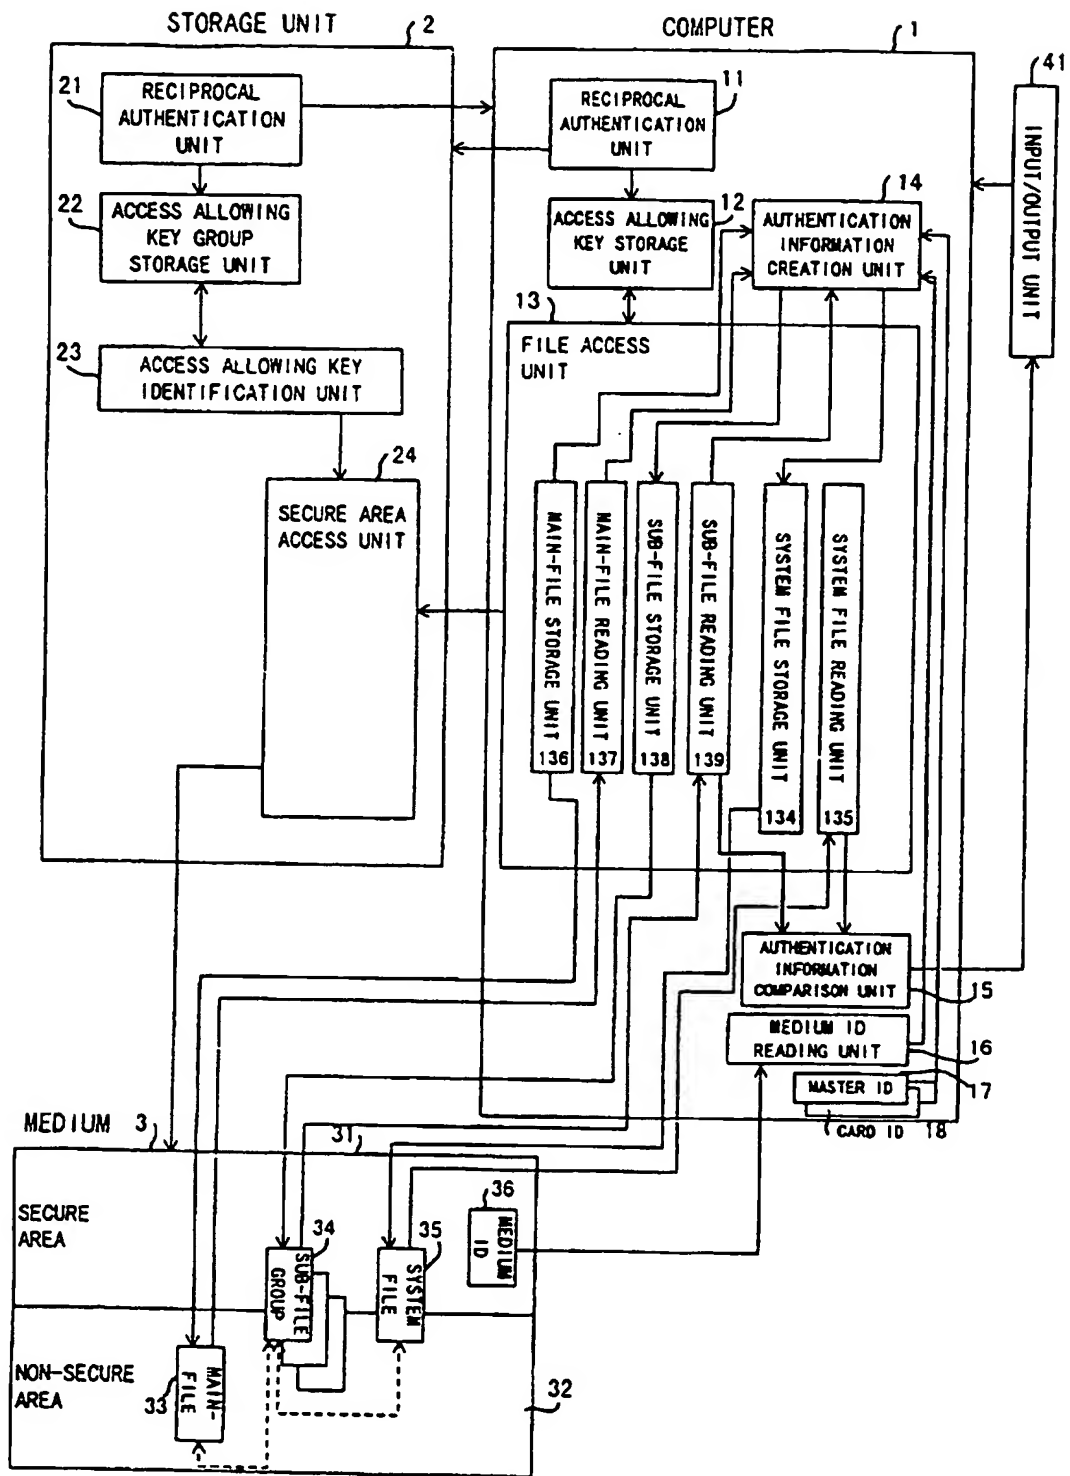 STORAGE UNIT
2
21
RECIPROCAL
AUTHENTICATION
UNIT
22
ACCESS ALLOWING
KEY GROUP
STORAGE UNIT
23
ACCESS ALLOWING KEY
IDENTIFICATION UNIT
24
SECURE AREA
ACCESS UNIT
COMPUTER
1
11
RECIPROCAL
AUTHENTICATION
UNIT
12
ACCESS ALLOWING
KEY STORAGE
UNIT
14
AUTHENTICATION
INFORMATION
CREATION UNIT
41
INPUT/OUTPUT UNIT
13
FILE ACCESS
UNIT
MAIN-FILE STORAGE UNIT
136
MAIN-FILE READING UNIT
137
SUB-FILE STORAGE UNIT
138
SUB-FILE READING UNIT
139
SYSTEM FILE STORAGE UNIT
134
SYSTEM FILE READING UNIT
135
AUTHENTICATION
INFORMATION
COMPARISON UNIT
15
MEDIUM ID
READING UNIT
16
MASTER ID
17
CARD ID
18
MEDIUM
3
31
SECURE
AREA
34
SUB-FILE
GROUP
35
SYSTEM
FILE
36
MEDIUM
ID
NON-SECURE
AREA
33
MAIN-
FILE
32